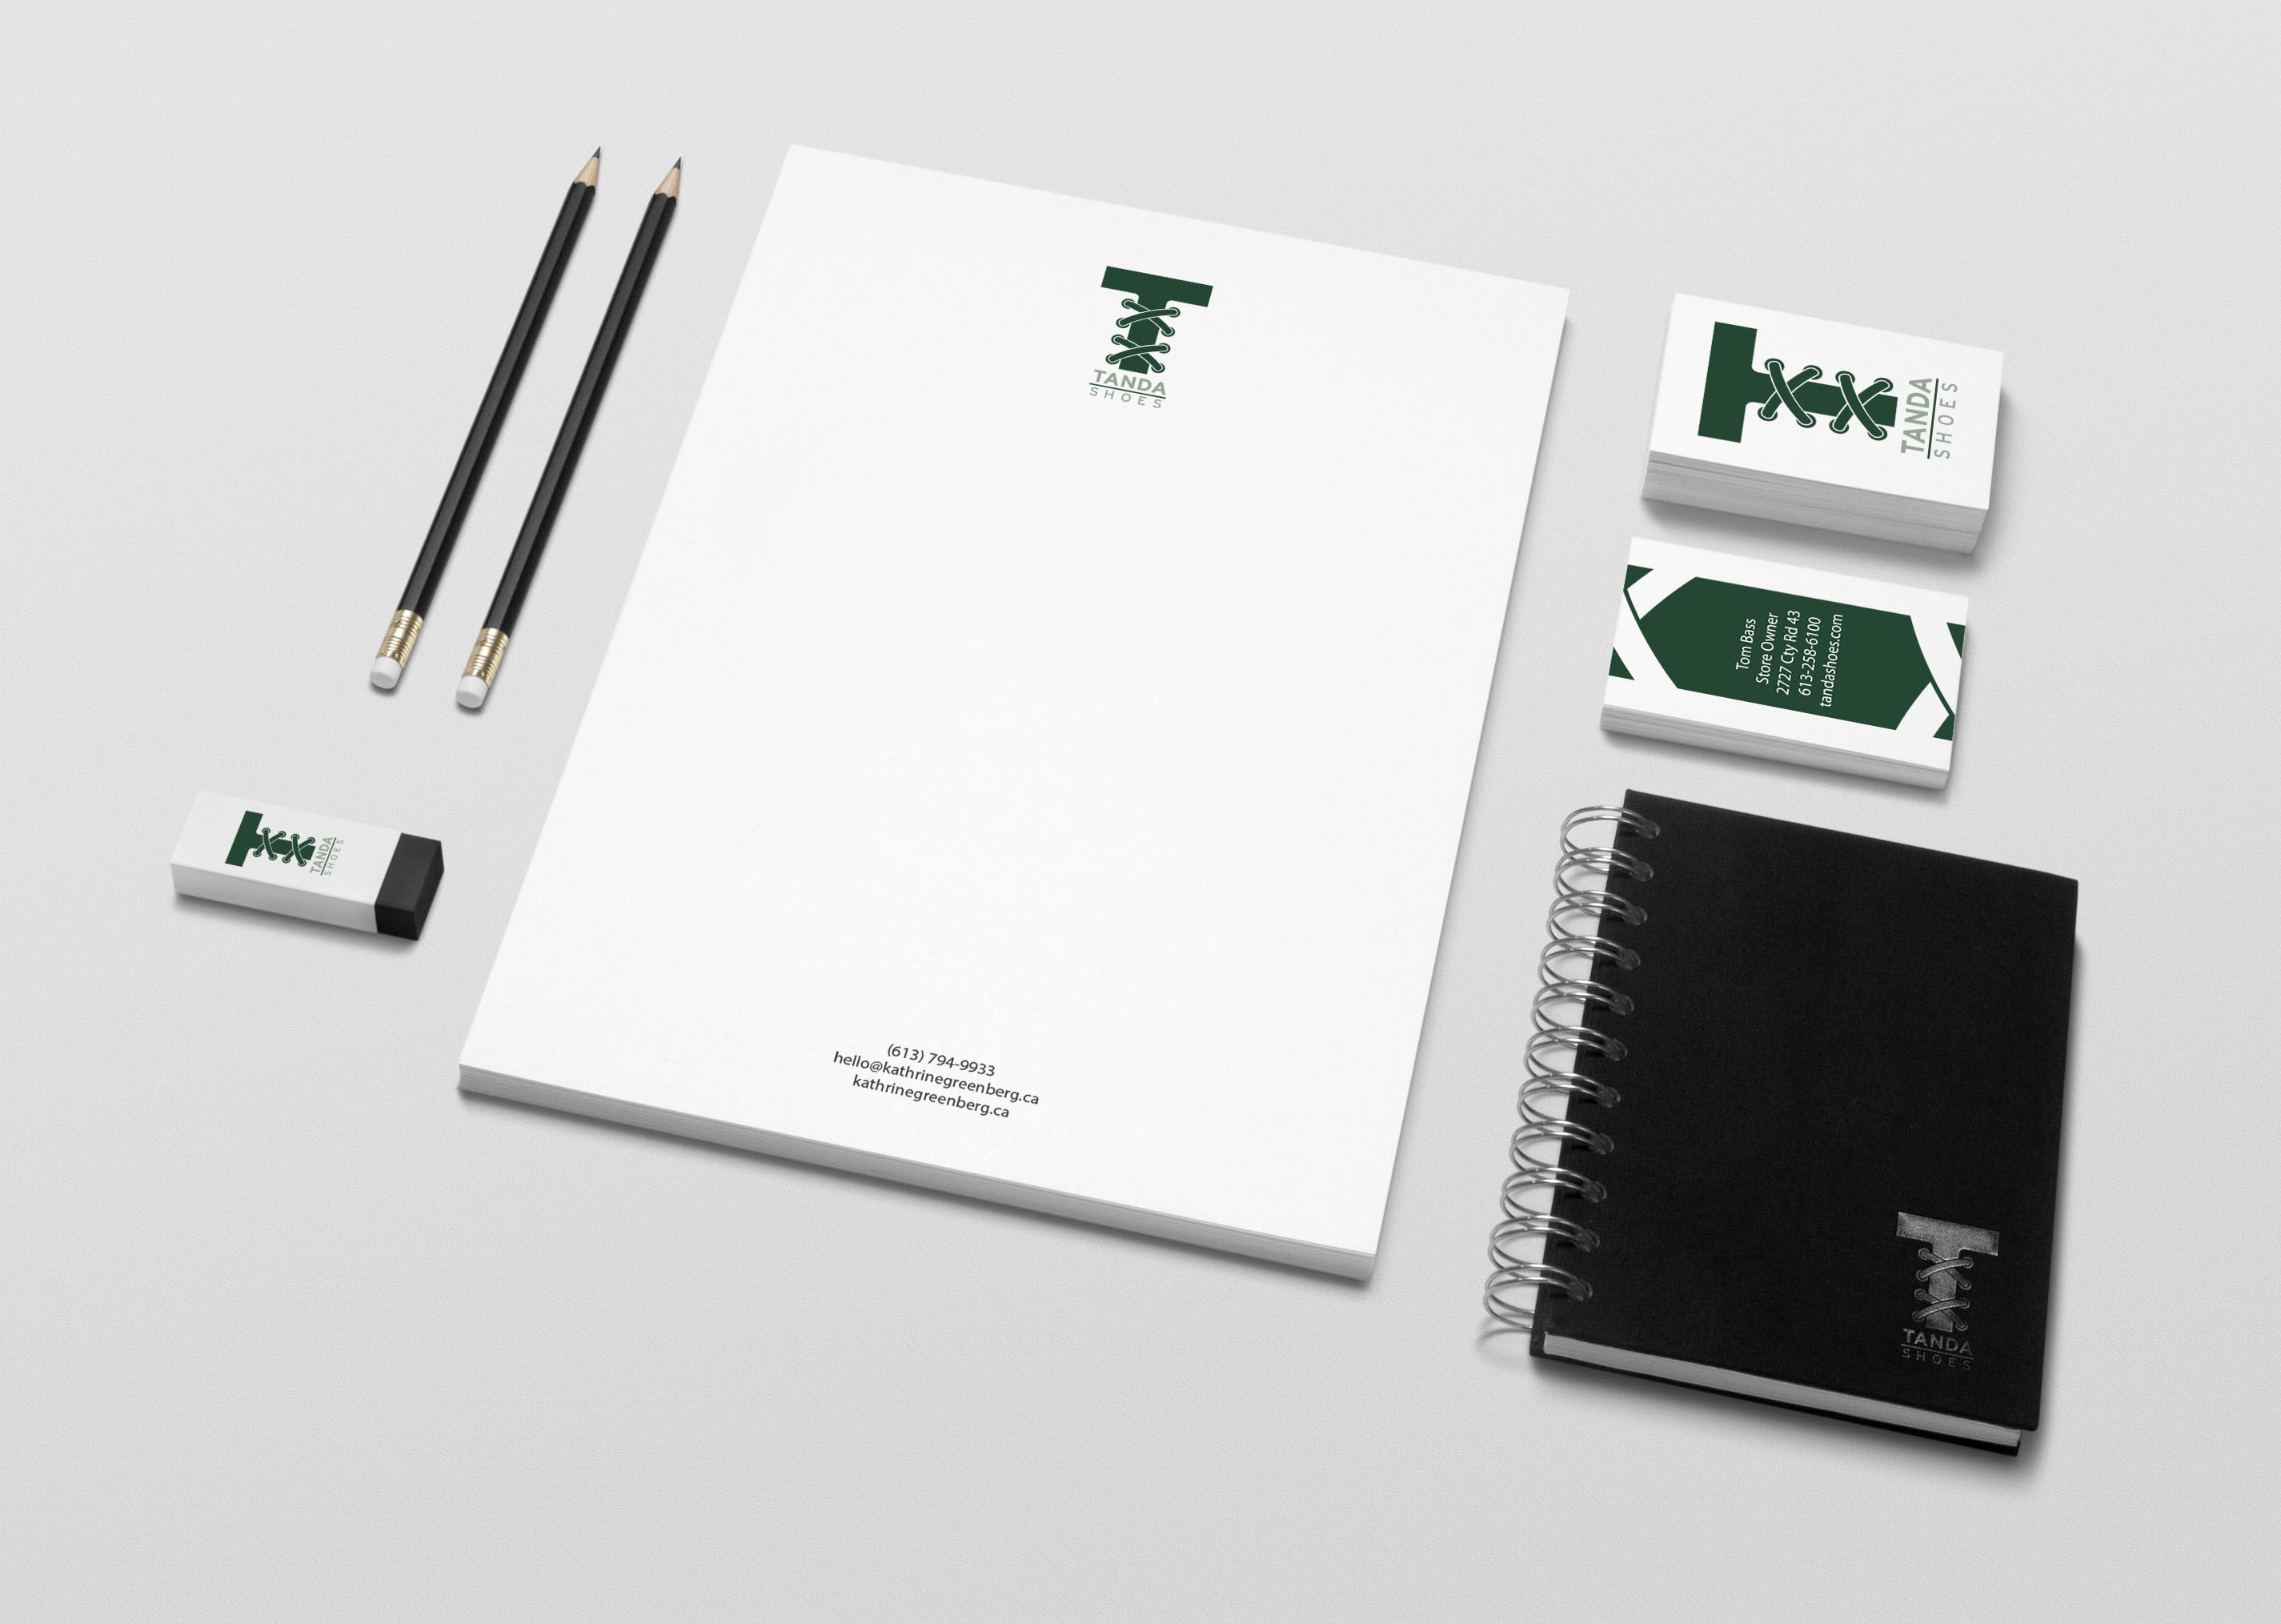 T
TANDA
SHOES
(613) 794-9933
hello@kathrinegreenberg.ca
kathrinegreenberg.ca
T
TANDA
SHOES
Tom Bass
Store Owner
2727 Cty Rd 43
613-258-6100
tandashoes.com
T
TANDA
SHOES
T
TANDA
SHOES